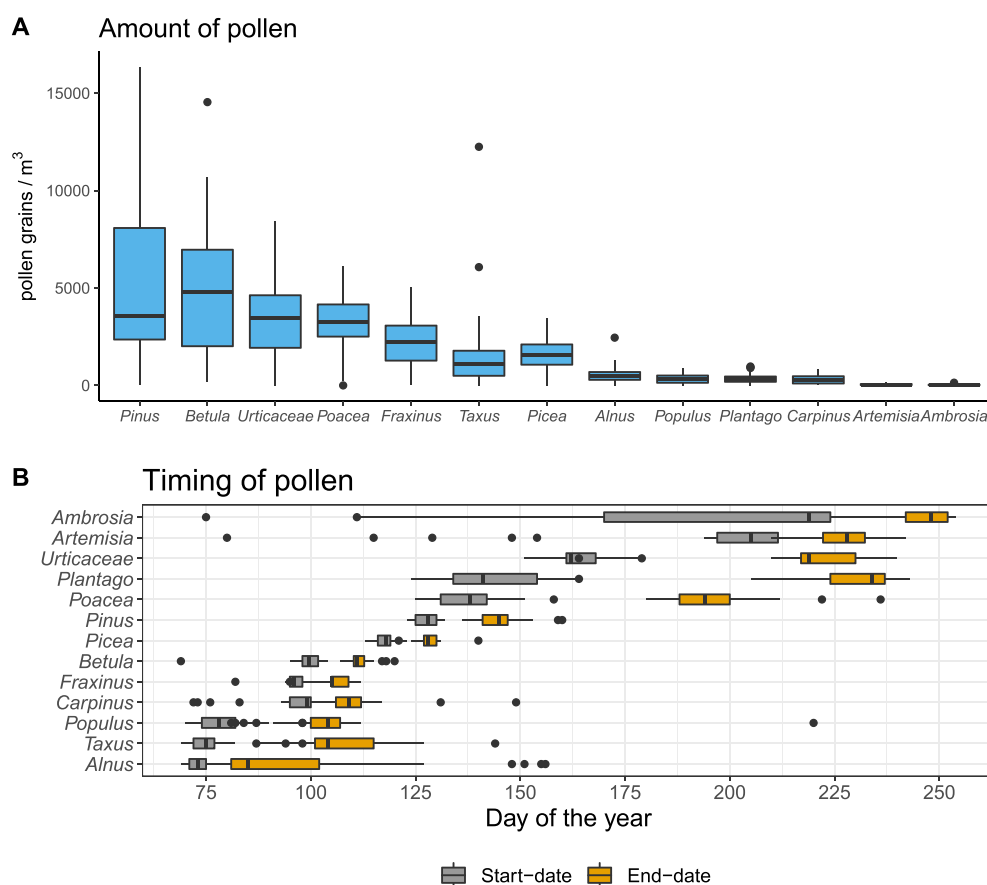 A
Amount of pollen
pollen grains / m³
15000
10000
5000
0
Pinus Betula Urticaceae Poacea Fraxinus Taxus Picea Alnus Populus Plantago Carpinus Artemisia Ambrosia
B
Timing of pollen
Ambrosia
Artemisia
Urticaceae
Plantago
Poacea
Pinus
Picea
Betula
Fraxinus
Carpinus
Populus
Taxus
Alnus
75 100 125 150 175 200 225 250
Day of the year
Start−date End−date